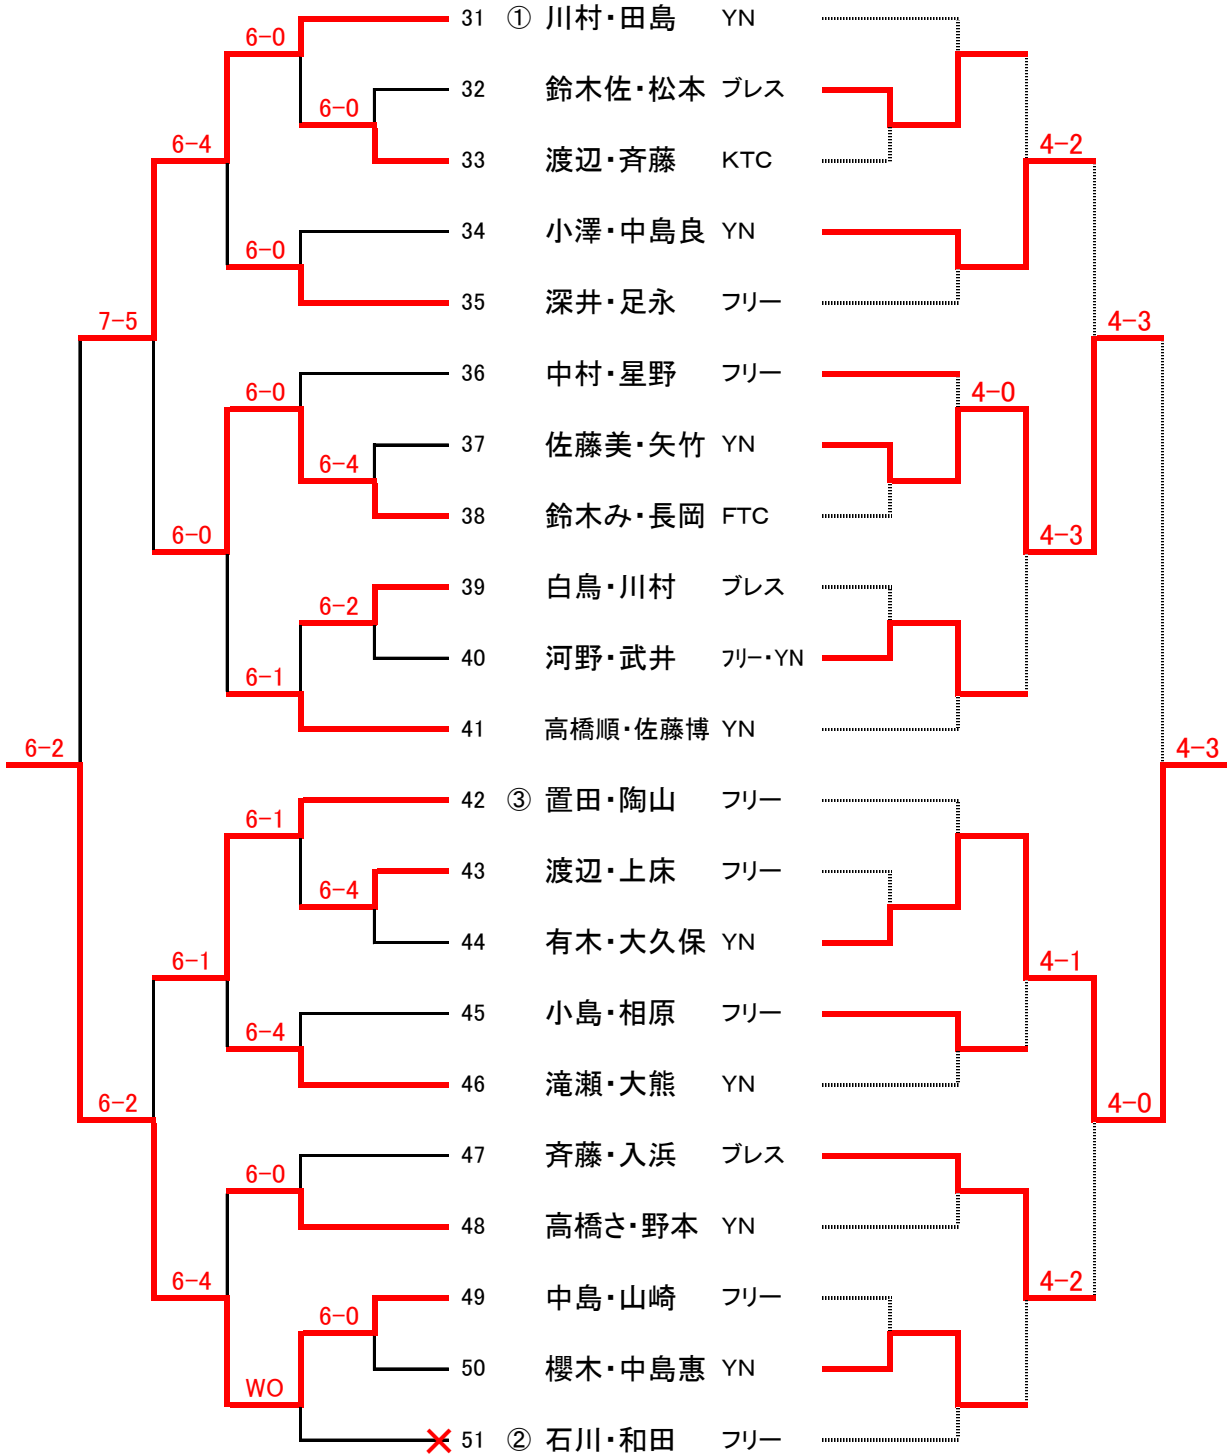 31 ① 川村・田島 YN
6-0
32 鈴木佐・松本 ブレス
6-0
6-4 4-2
33 渡辺・斉藤 KTC
34 小澤・中島良 YN
6-0
35 深井・足永 フリー
7-5 4-3
36 中村・星野 フリー
6-0 4-0
37 佐藤美・矢竹 YN
6-4
38 鈴木み・長岡 FTC
6-0 4-3
39 白鳥・川村 ブレス
6-2
40 河野・武井 フリー・YN
6-1
41 高橋順・佐藤博 YN
6-2 4-3
42 ③ 置田・陶山 フリー
6-1
43 渡辺・上床 フリー
6-4
44 有木・大久保 YN
6-1 4-1
45 小島・相原 フリー
6-4
46 滝瀬・大熊 YN
6-2 4-0
47 斉藤・入浜 ブレス
6-0
48 高橋さ・野本 YN
6-4 4-2
49 中島・山崎 フリー
6-0
50 櫻木・中島惠 YN
WO
51 ② 石川・和田 フリー